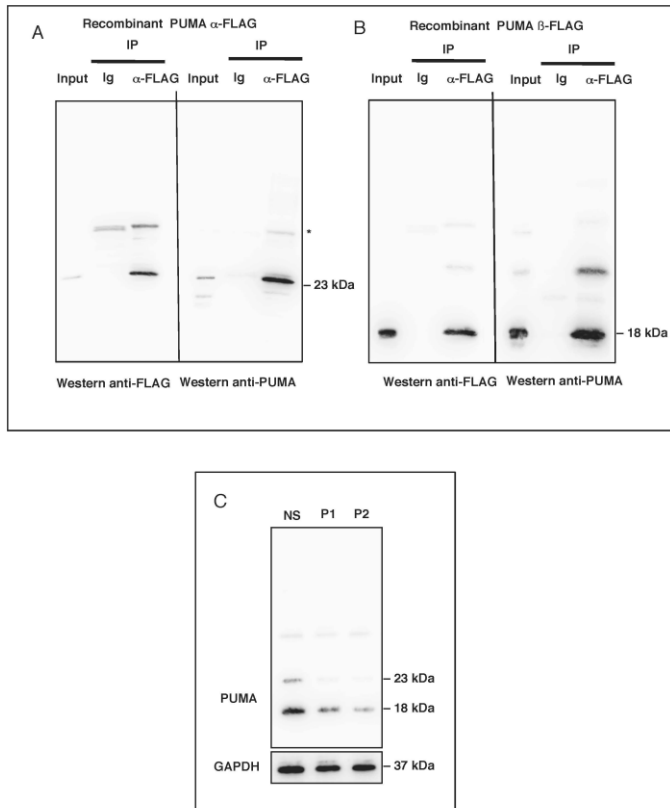 A
Recombinant PUMA α-FLAG
IP
Input Ig α-FLAG Input Ig α-FLAG
*
23 kDa
Western anti-FLAG Western anti-PUMA
B
Recombinant PUMA ß-FLAG
IP IP
Input Ig α-FLAG Input Ig α-FLAG
18 kDa
Western anti-FLAG Western anti-PUMA
C
NS P1 P2
23 kDa
PUMA
18 kDa
GAPDH
37 kDa